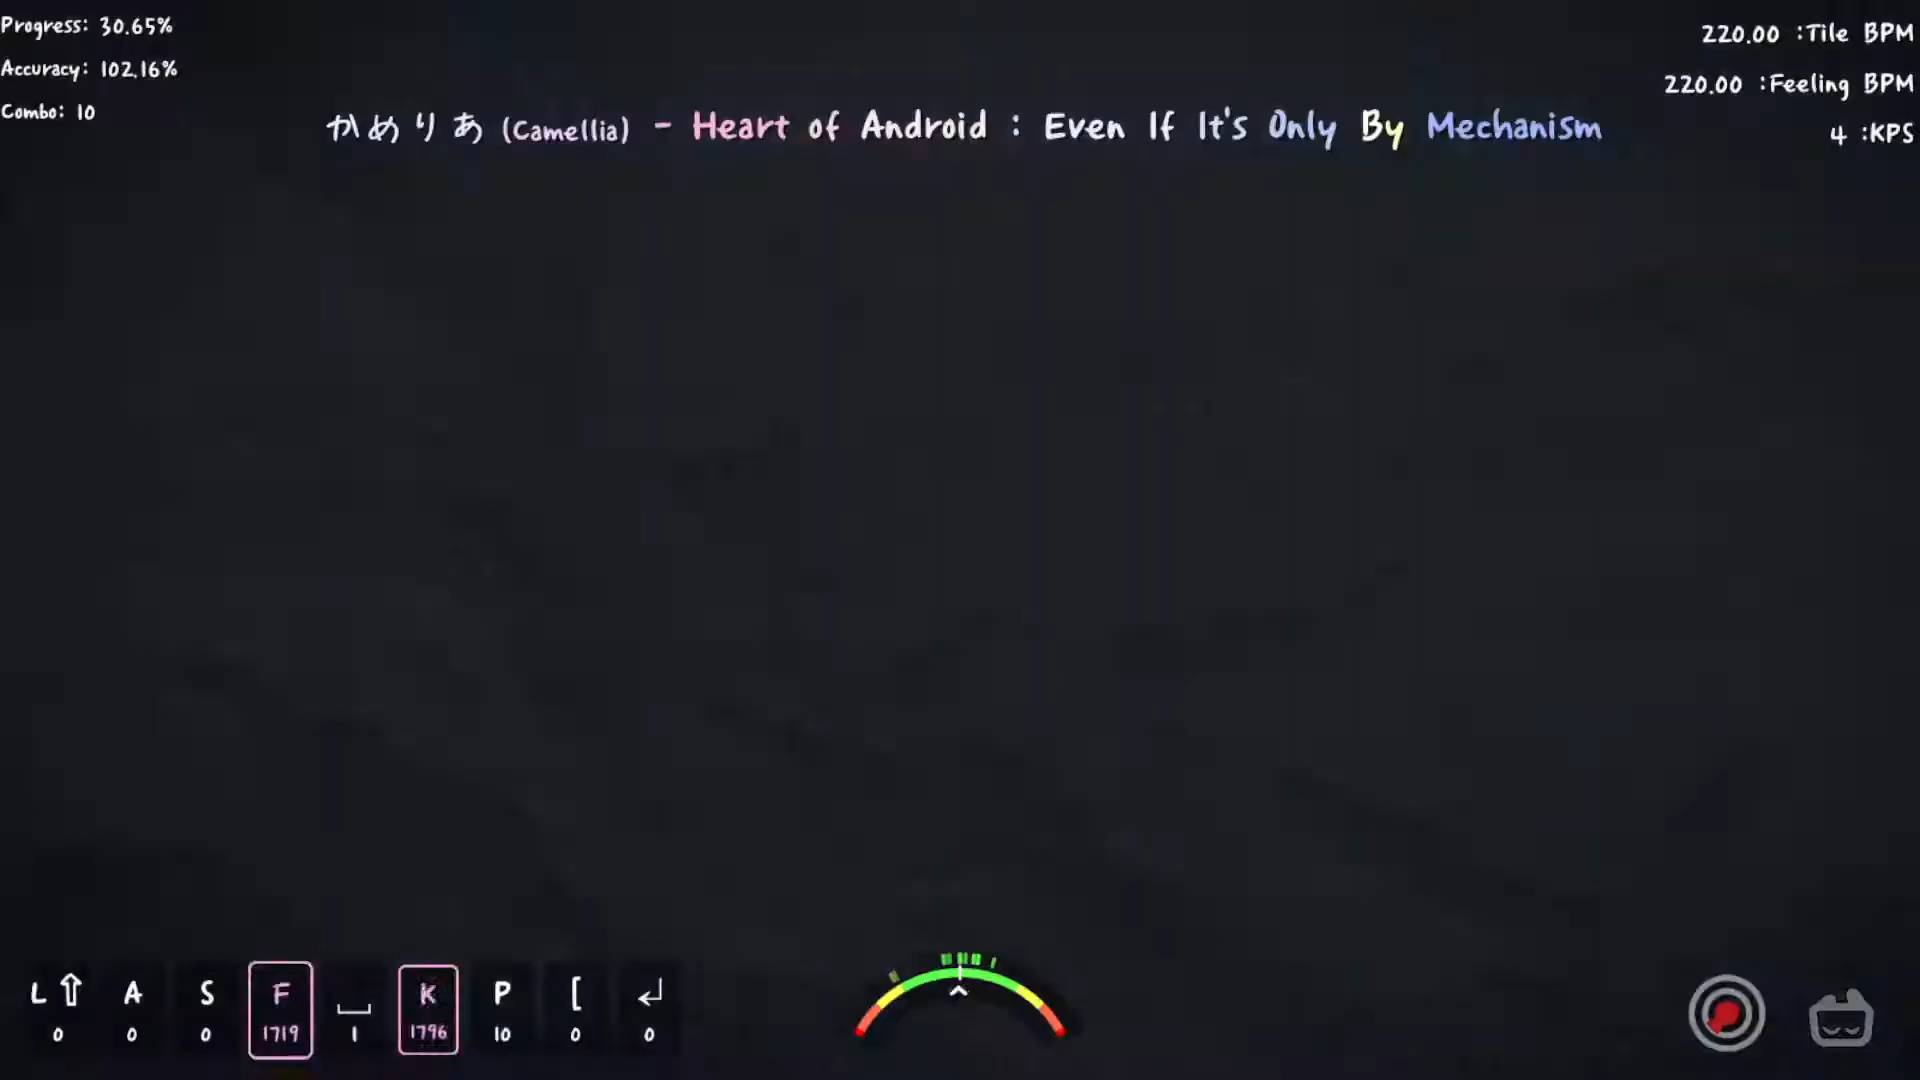 Progress: 30.65%
Accuracy: 102.16%
Combo: 10
220.00 :Tile BPM
220.00 :Feeling BPM
4 :KPS
かめりあ (Camellia) - Heart of Android : Even If It's Only By Mechanism
L⇧ A S F ⎵ K P [ ↵
0 0 0 1719 1 1796 10 0 0